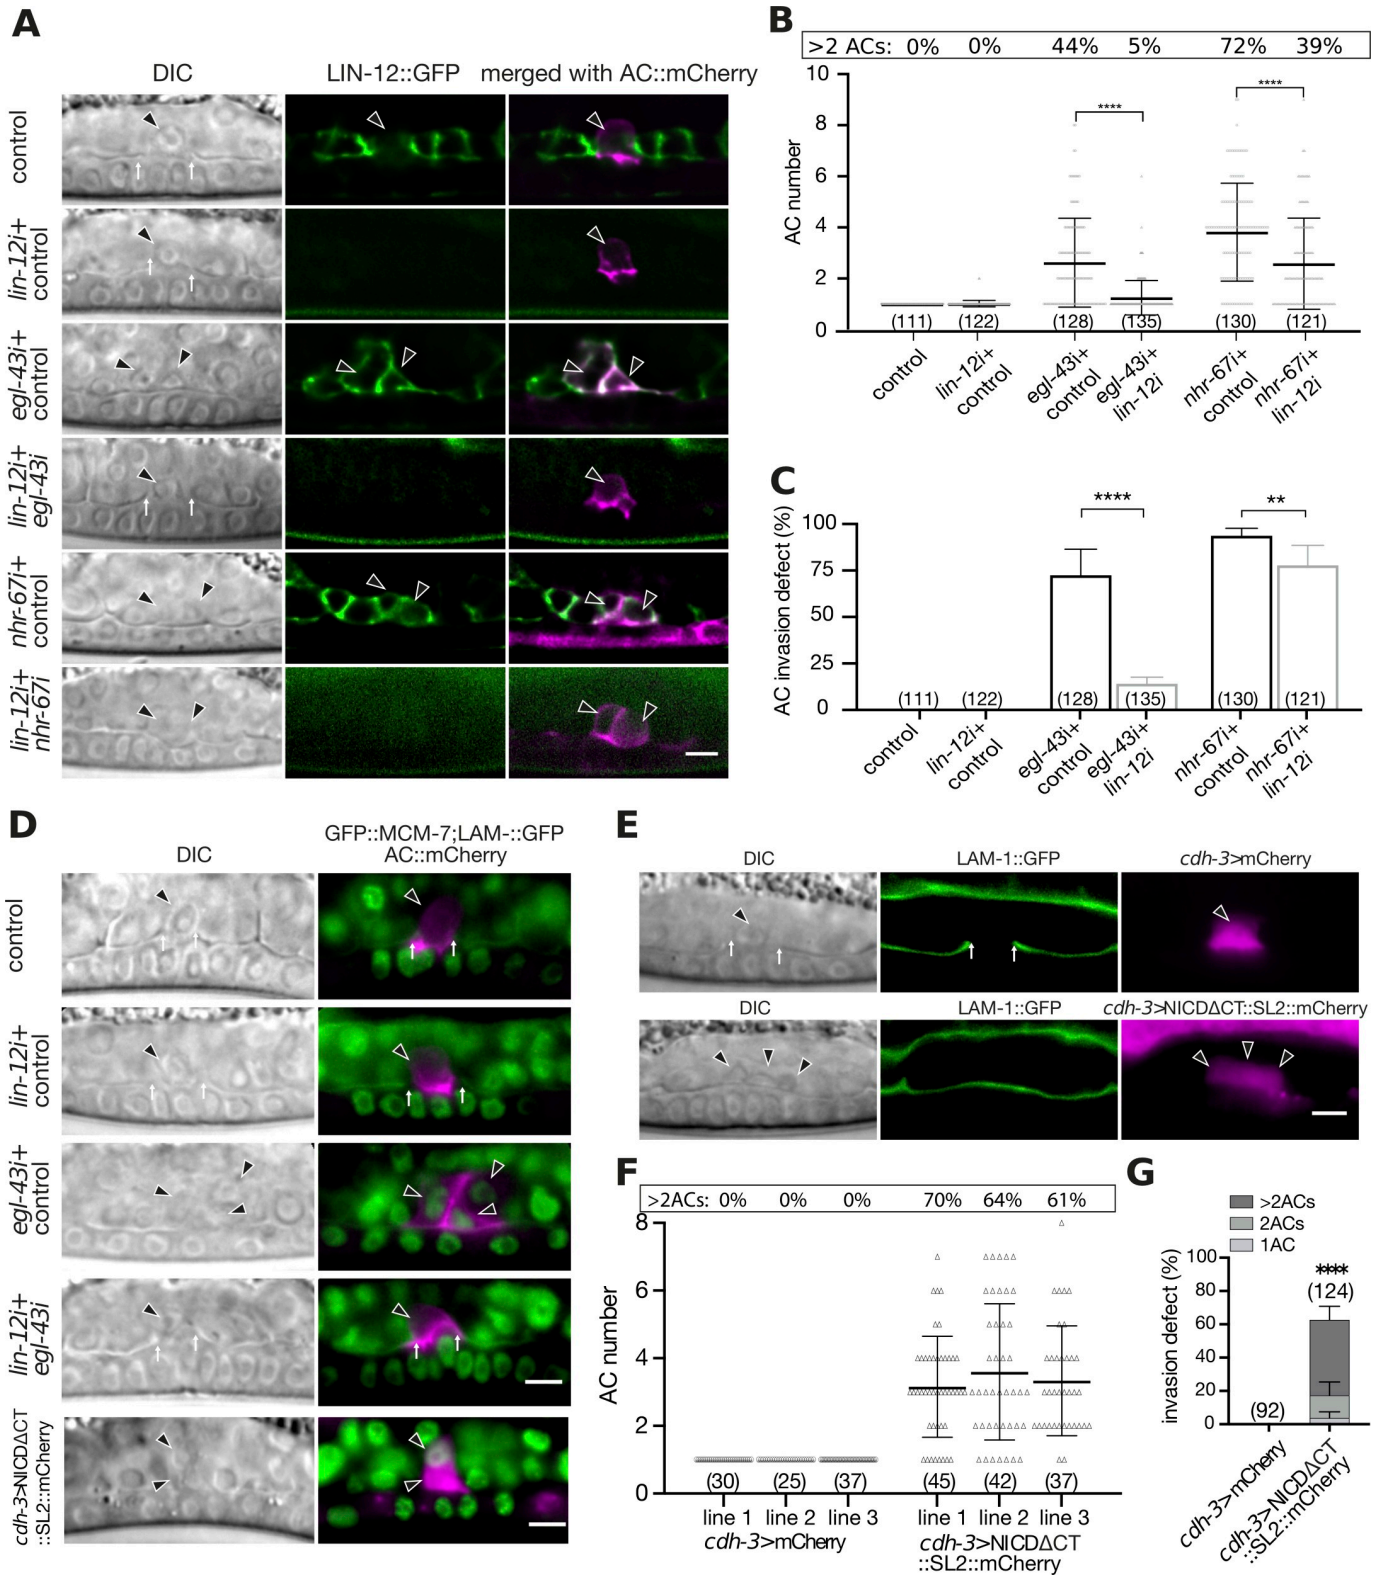 A
DIC
LIN-12::GFP
merged with AC::mCherry
control
lin-12i+
control
egl-43i+
control
lin-12i+
egl-43i
nhr-67i+
control
lin-12i+
nhr-67i
B
>2 ACs: 0% 0% 44% 5% 72% 39%
AC number
10
8
6
4
2
0
****
****
(111) (122) (128) (135) (130) (121)
control
lin-12i+
control
egl-43i+
control
egl-43i+
lin-12i
nhr-67i+
control
nhr-67i+
lin-12i
C
AC invasion defect (%)
100
75
50
25
0
****
**
(111) (122) (128) (135) (130) (121)
control
lin-12i+
control
egl-43i+
control
egl-43i+
lin-12i
nhr-67i+
control
nhr-67i+
lin-12i
D
DIC
GFP::MCM-7;LAM-::GFP
AC::mCherry
control
lin-12i+
control
egl-43i+
control
lin-12i+
egl-43i
cdh-3>NICDΔCT
::SL2::mCherry
E
DIC
LAM-1::GFP
cdh-3>mCherry
DIC
LAM-1::GFP
cdh-3>NICDΔCT::SL2::mCherry
F
>2ACs: 0% 0% 0% 70% 64% 61%
AC number
8
6
4
2
0
(30) (25) (37) (45) (42) (37)
line 1 line 2 line 3 line 1 line 2 line 3
cdh-3>mCherry
cdh-3>NICDΔCT
::SL2::mCherry
G
>2ACs
2ACs
1AC
invasion defect (%)
100
80
60
40
20
0
****
(124)
(92)
cdh-3>mCherry
cdh-3>NICDΔCT
::SL2::mCherry